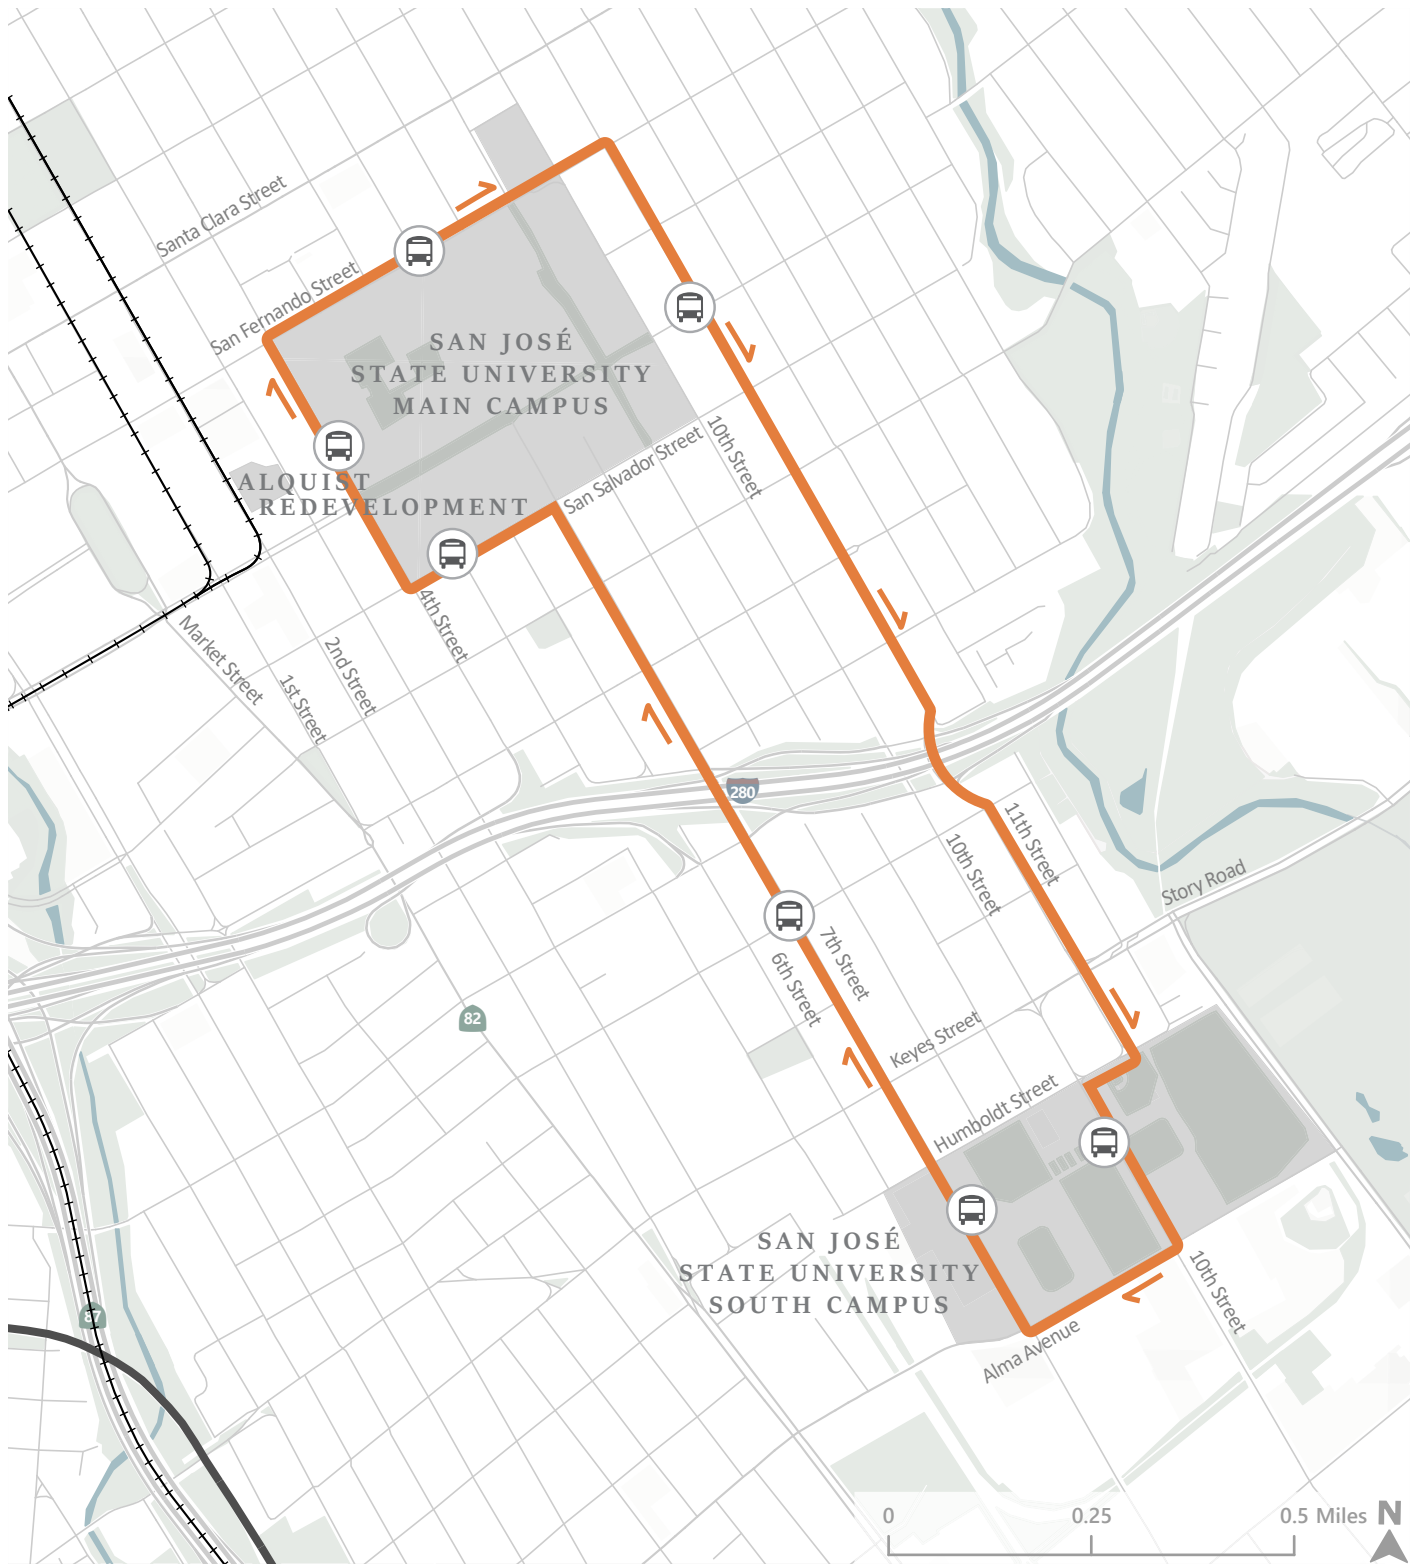 Santa Clara Street
San Fernando Street
SAN JOSÉ
STATE UNIVERSITY
MAIN CAMPUS
10th Street
San Salvador Street
ALQUIST
REDEVELOPMENT
4th Street
Market Street
2nd Street
1st Street
280
11th Street
10th Street
Story Road
7th Street
6th Street
82
Keyes Street
Humboldt Street
SAN JOSÉ
STATE UNIVERSITY
SOUTH CAMPUS
10th Street
87
Alma Avenue
0 0.25 0.5 Miles N